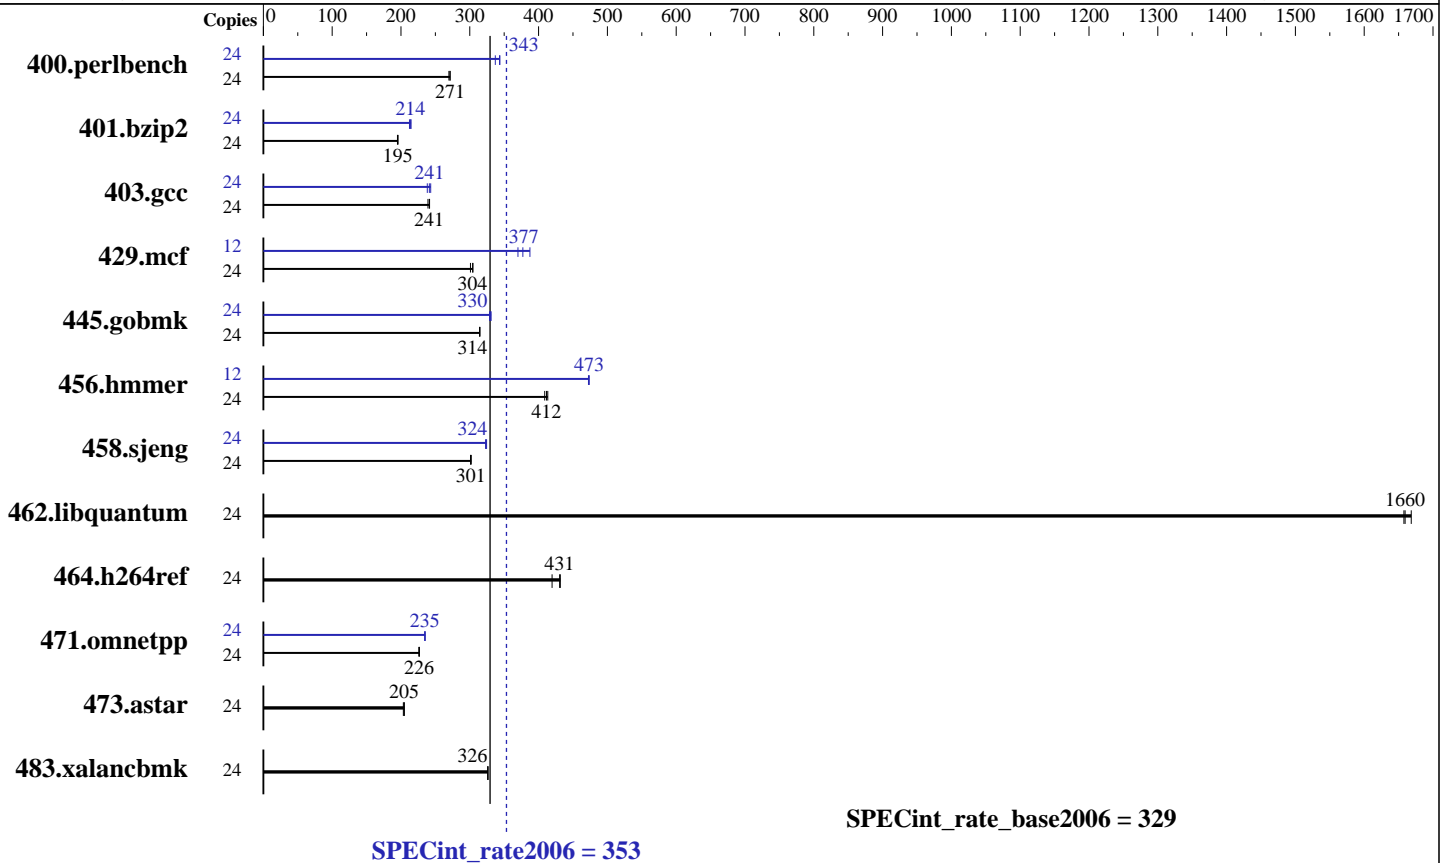 Copies 0 100 200 300 400 500 600 700 800 900 1000 1100 1200 1300 1400 1500 1600 1700
400.perlbench 24 343
24 271
401.bzip2 24 214
24 195
403.gcc 24 241
24 241
429.mcf 12 377
24 304
445.gobmk 24 330
24 314
456.hmmer 12 473
24 412
458.sjeng 24 324
24 301
462.libquantum 24 1660
464.h264ref 24 431
471.omnetpp 24 235
24 226
473.astar 24 205
483.xalancbmk 24 326
SPECint_rate_base2006 = 329
SPECint_rate2006 = 353